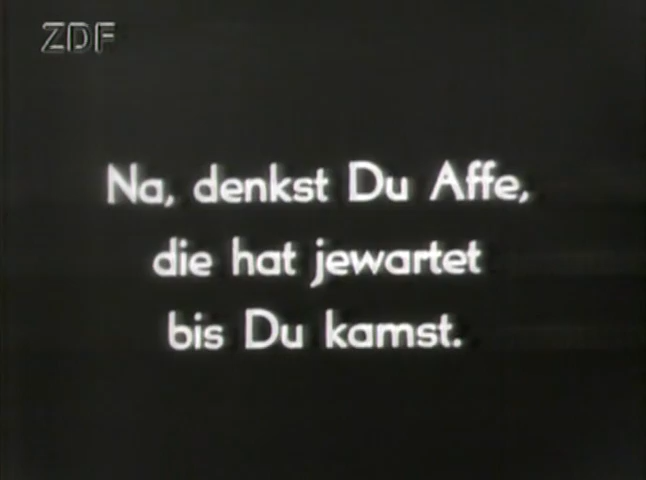 ZDF
Na, denkst Du Affe,
die hat jewartet
bis Du kamst.